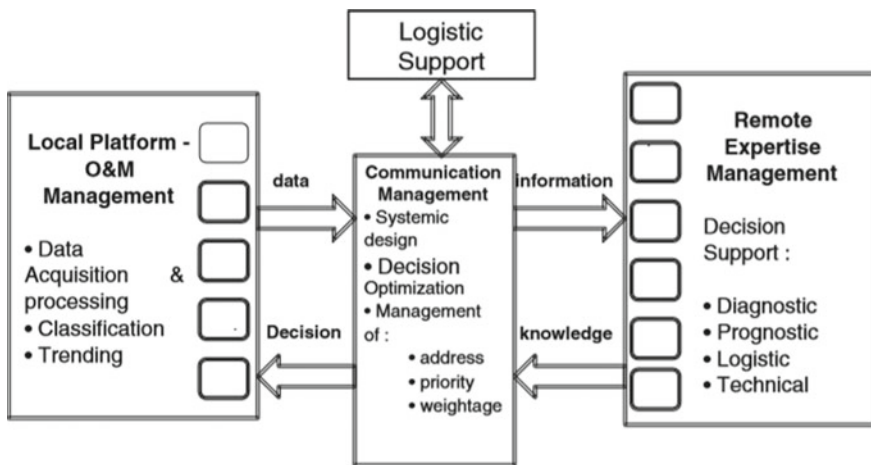 Logistic
Support
Local Platform -
O&M
Management
• Data
Acquisition &
processing
• Classification
• Trending
data
Decision
Communication
Management
• Systemic
design
• Decision
Optimization
• Management
of :
• address
• priority
• weightage
information
knowledge
Remote
Expertise
Management
Decision
Support :
• Diagnostic
• Prognostic
• Logistic
• Technical